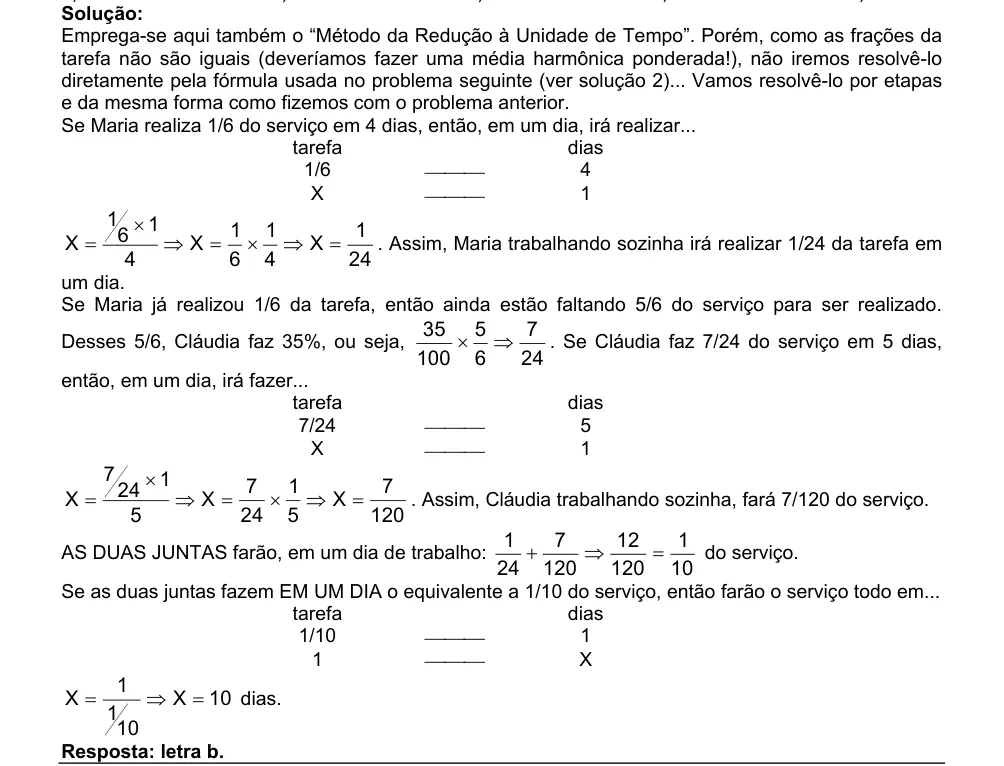 Solução:
Emprega-se aqui também o “Método da Redução à Unidade de Tempo”. Porém, como as frações da
tarefa não são iguais (deveríamos fazer uma média harmônica ponderada!), não iremos resolvê-lo
diretamente pela fórmula usada no problema seguinte (ver solução 2)... Vamos resolvê-lo por etapas
e da mesma forma como fizemos com o problema anterior.
Se Maria realiza 1/6 do serviço em 4 dias, então, em um dia, irá realizar...
tarefa dias
1/6 ——— 4
X ——— 1
X = (1/6 × 1)/4 ⇒ X = 1/6 × 1/4 ⇒ X = 1/24 . Assim, Maria trabalhando sozinha irá realizar 1/24 da tarefa em
um dia.
Se Maria já realizou 1/6 da tarefa, então ainda estão faltando 5/6 do serviço para ser realizado.
Desses 5/6, Cláudia faz 35%, ou seja, 35/100 × 5/6 ⇒ 7/24 . Se Cláudia faz 7/24 do serviço em 5 dias,
então, em um dia, irá fazer...
tarefa dias
7/24 ——— 5
X ——— 1
X = (7/24 × 1)/5 ⇒ X = 7/24 × 1/5 ⇒ X = 7/120 . Assim, Cláudia trabalhando sozinha, fará 7/120 do serviço.
AS DUAS JUNTAS farão, em um dia de trabalho: 1/24 + 7/120 ⇒ 12/120 = 1/10 do serviço.
Se as duas juntas fazem EM UM DIA o equivalente a 1/10 do serviço, então farão o serviço todo em...
tarefa dias
1/10 ——— 1
1 ——— X
X = 1/(1/10) ⇒ X = 10 dias.
Resposta: letra b.